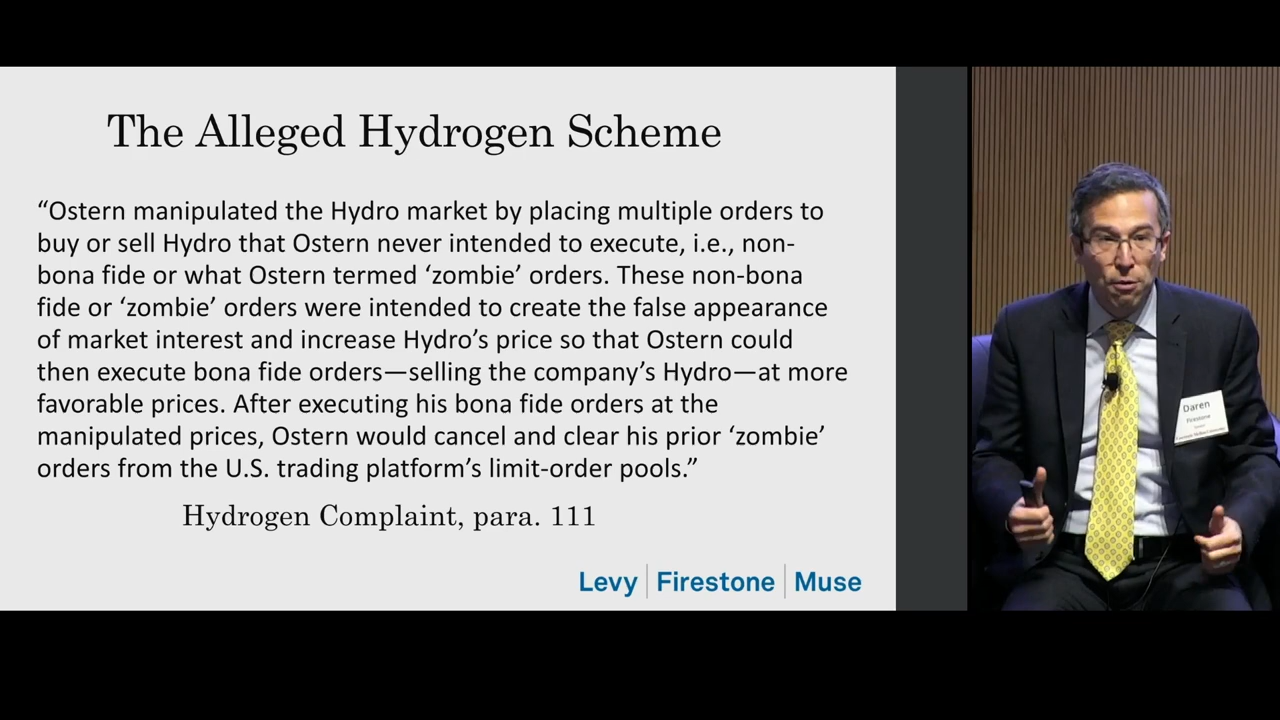 The Alleged Hydrogen Scheme
“Ostern manipulated the Hydro market by placing multiple orders to
buy or sell Hydro that Ostern never intended to execute, i.e., non-
bona fide or what Ostern termed ‘zombie’ orders. These non-bona
fide or ‘zombie’ orders were intended to create the false appearance
of market interest and increase Hydro’s price so that Ostern could
then execute bona fide orders—selling the company’s Hydro—at more
favorable prices. After executing his bona fide orders at the
manipulated prices, Ostern would cancel and clear his prior ‘zombie’
orders from the U.S. trading platform’s limit-order pools.”
Hydrogen Complaint, para. 111
Levy | Firestone | Muse
Daren
Firestone